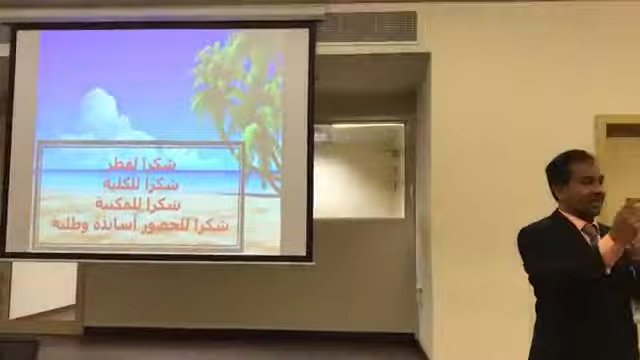 شكرا لقطر
شكرا للكلية
شكرا للمكتبة
شكرا للحضور أساتذة وطلبة